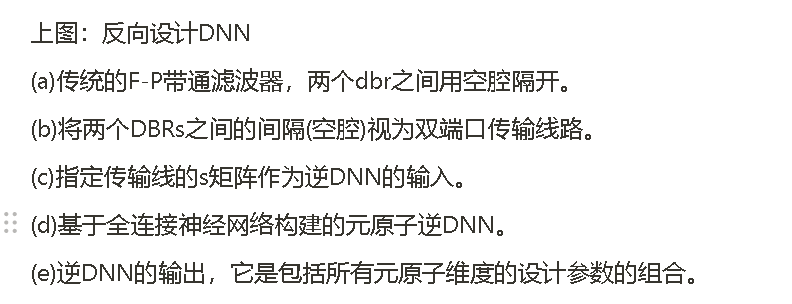 上图：反向设计DNN
(a)传统的F-P带通滤波器，两个dbr之间用空腔隔开。
(b)将两个DBRs之间的间隔(空腔)视为双端口传输线路。
(c)指定传输线的s矩阵作为逆DNN的输入。
(d)基于全连接神经网络构建的元原子逆DNN。
(e)逆DNN的输出，它是包括所有元原子维度的设计参数的组合。